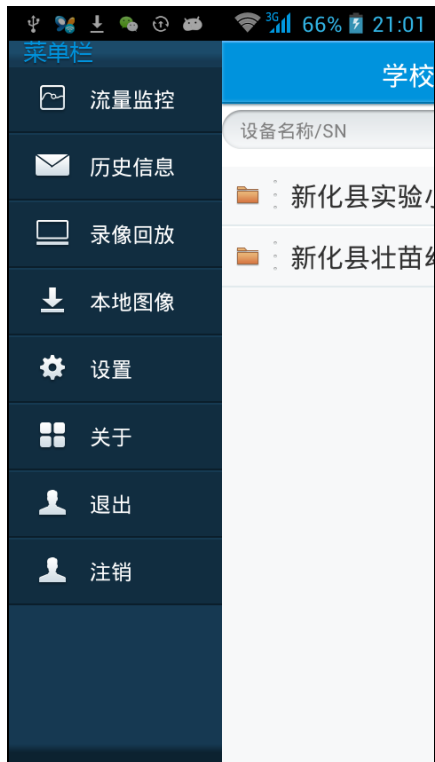 3G 66% 21:01
菜单栏
流量监控
历史信息
录像回放
本地图像
设置
关于
退出
注销
学校
设备名称/SN
新化县实验
新化县壮苗